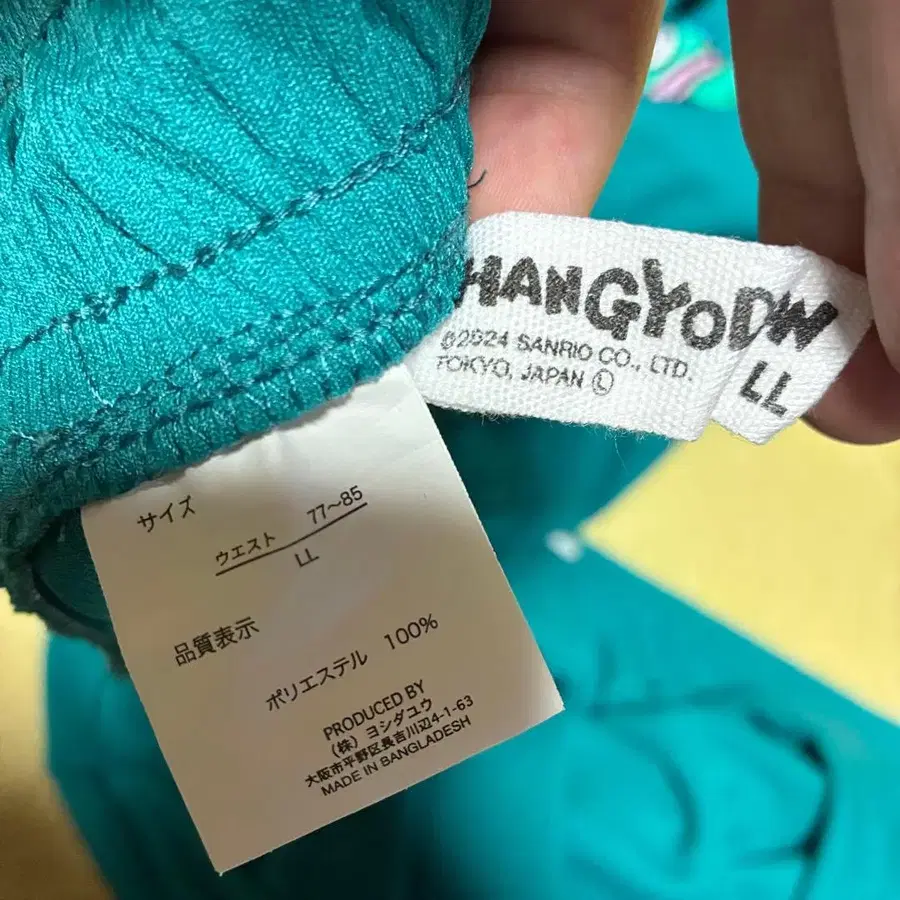 HANGYODW
©2024 SANRIO CO., LTD.
TOKYO, JAPAN Ⓛ
LL
サイズ
ウエスト 77〜85
LL
品質表示
ポリエステル 100%
PRODUCED BY
(株) ヨシダユウ
大阪市平野区長吉川辺4-1-63
MADE IN BANGLADESH